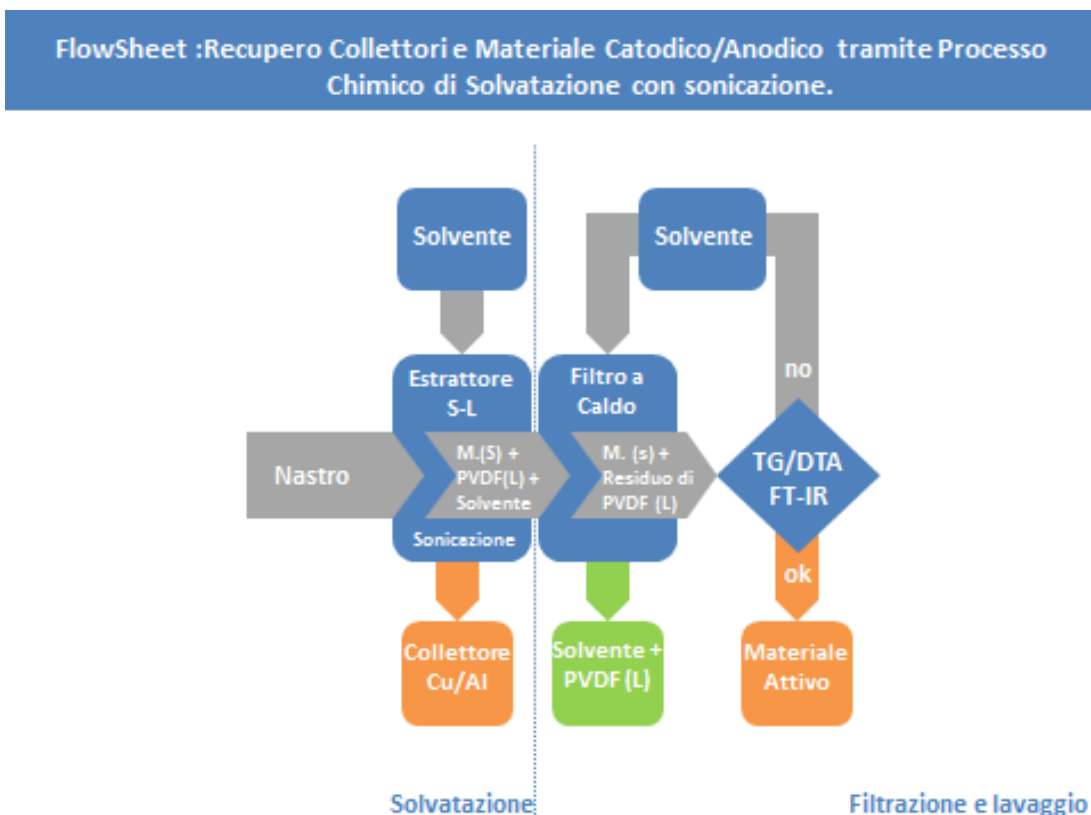 FlowSheet :Recupero Collettori e Materiale Catodico/Anodico tramite Processo
Chimico di Solvatazione con sonicazione.
Solvente
Solvente
Estrattore
S-L
Filtro a
Caldo
no
Nastro
M.(S) +
PVDF(L) +
Solvente
M. (s) +
Residuo di
PVDF (L)
TG/DTA
FT-IR
Sonicazione
ok
Collettore
Cu/Al
Solvente +
PVDF (L)
Materiale
Attivo
Solvatazione
Filtrazione e lavaggio